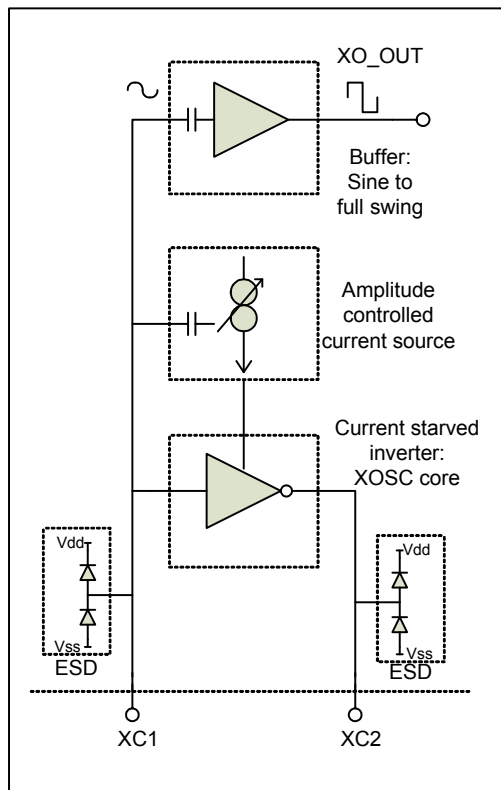 XO_OUT
Buffer:
Sine to
full swing
Amplitude
controlled
current source
Current starved
inverter:
XOSC core
Vdd
Vss
ESD
Vdd
Vss
ESD
XC1
XC2